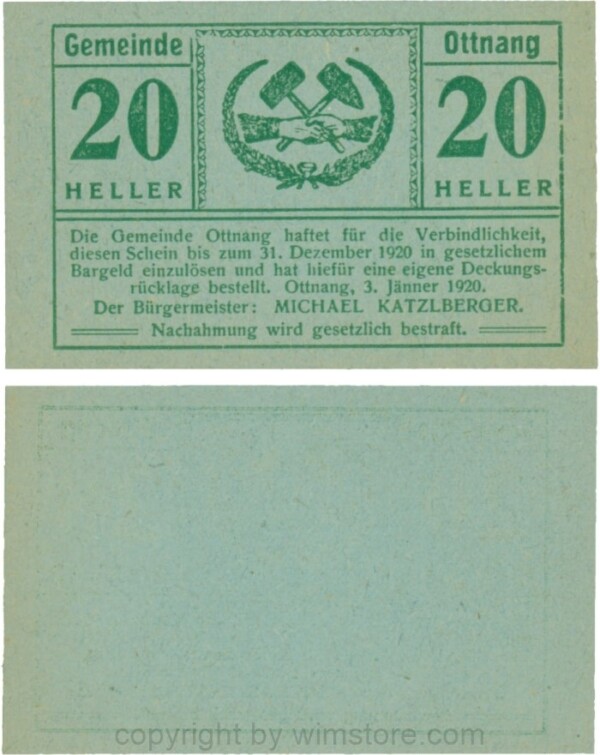 Gemeinde
Ottnang
20
20
HELLER
HELLER
Die Gemeinde Ottnang haftet für die Verbindlichkeit,
diesen Schein bis zum 31. Dezember 1920 in gesetzlichem
Bargeld einzulösen und hat hiefür eine eigene Deckungs-
rücklage bestellt. Ottnang, 3. Jänner 1920.
Der Bürgermeister: MICHAEL KATZLBERGER.
Nachahmung wird gesetzlich bestraft.
copyright by wimstore.com